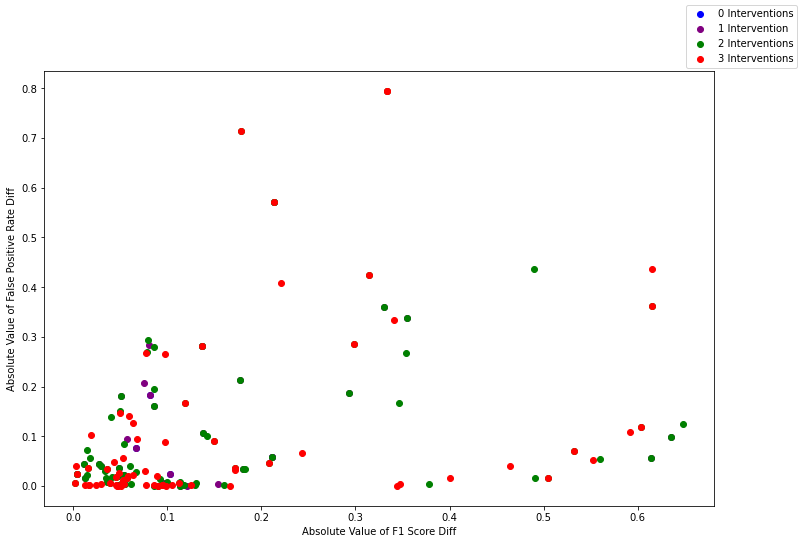 0 Interventions
1 Intervention
2 Interventions
3 Interventions
Absolute Value of False Positive Rate Diff
0.8
0.7
0.6
0.5
0.4
0.3
0.2
0.1
0.0
0.0 0.1 0.2 0.3 0.4 0.5 0.6
Absolute Value of F1 Score Diff